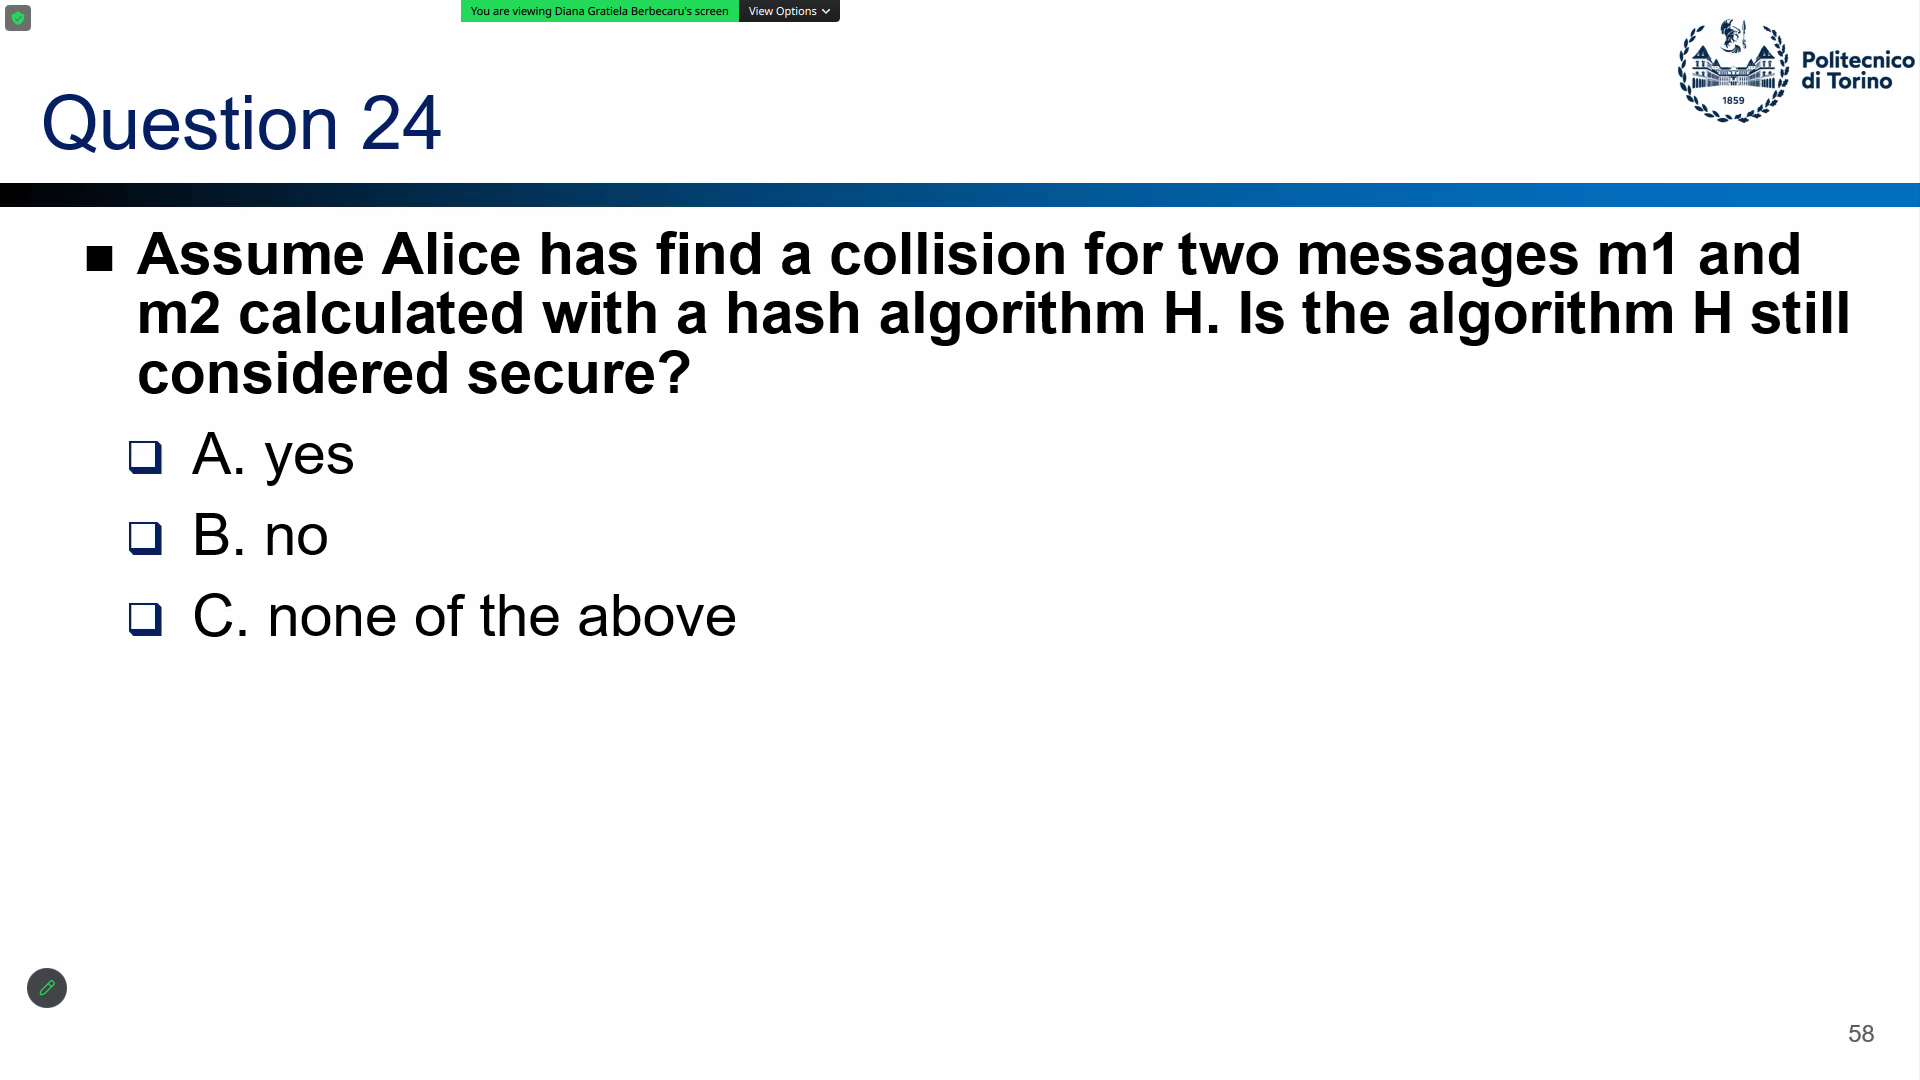 You are viewing Diana Gratiela Berbecaru's screen View Options
Politecnico
di Torino
1859
Question 24
Assume Alice has find a collision for two messages m1 and
m2 calculated with a hash algorithm H. Is the algorithm H still
considered secure?
A. yes
B. no
C. none of the above
58